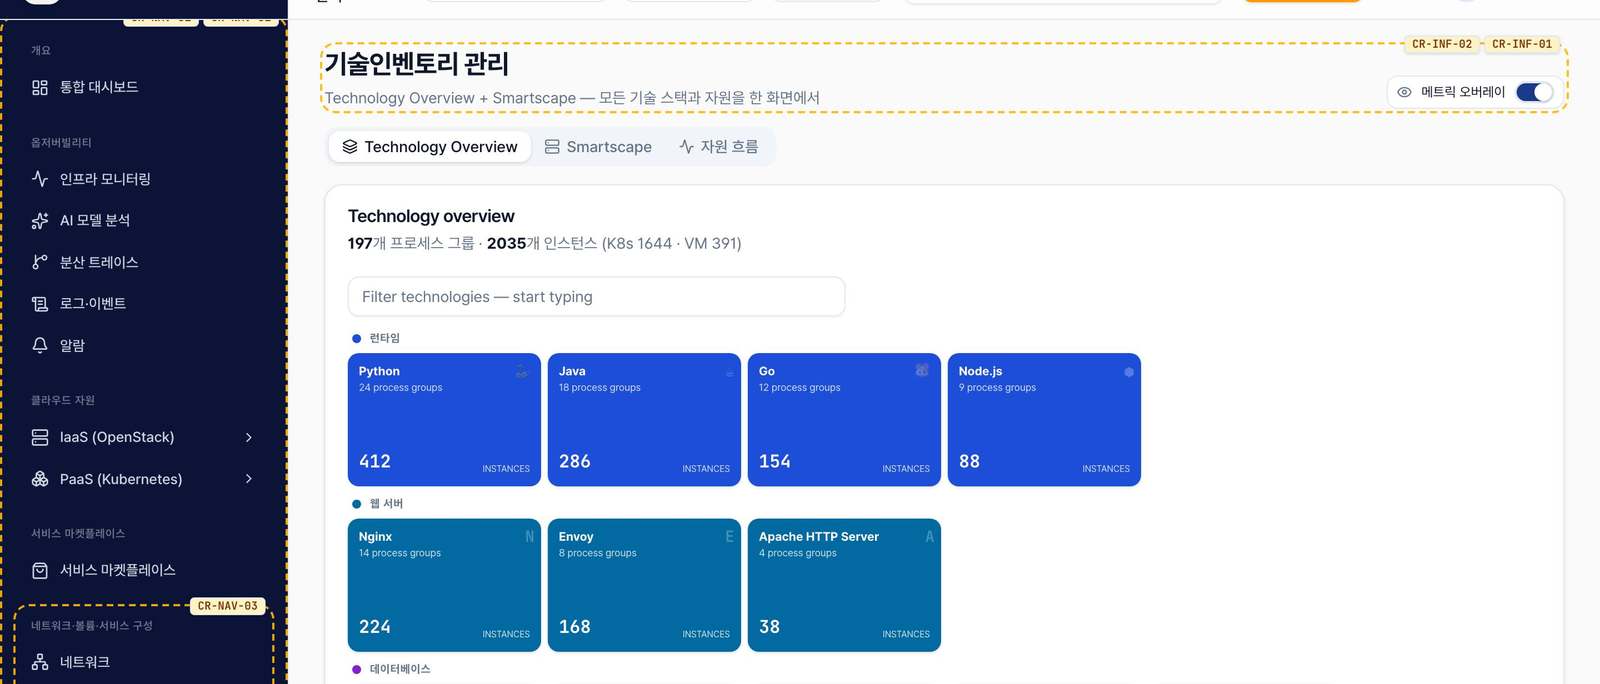 개요
통합 대시보드
옵저버빌리티
인프라 모니터링
AI 모델 분석
분산 트레이스
로그·이벤트
알람
클라우드 자원
IaaS (OpenStack)
PaaS (Kubernetes)
서비스 마켓플레이스
서비스 마켓플레이스
CR-NAV-03
네트워크·볼륨·서비스 구성
네트워크
CR-INF-02 CR-INF-01
기술인벤토리 관리
Technology Overview + Smartscape — 모든 기술 스택과 자원을 한 화면에서
메트릭 오버레이
Technology Overview Smartscape 자원 흐름
Technology overview
197개 프로세스 그룹 · 2035개 인스턴스 (K8s 1644 · VM 391)
Filter technologies — start typing
런타임
Python
24 process groups
412 INSTANCES
Java
18 process groups
286 INSTANCES
Go
12 process groups
154 INSTANCES
Node.js
9 process groups
88 INSTANCES
웹 서버
Nginx N
14 process groups
224 INSTANCES
Envoy E
8 process groups
168 INSTANCES
Apache HTTP Server A
4 process groups
38 INSTANCES
데이터베이스